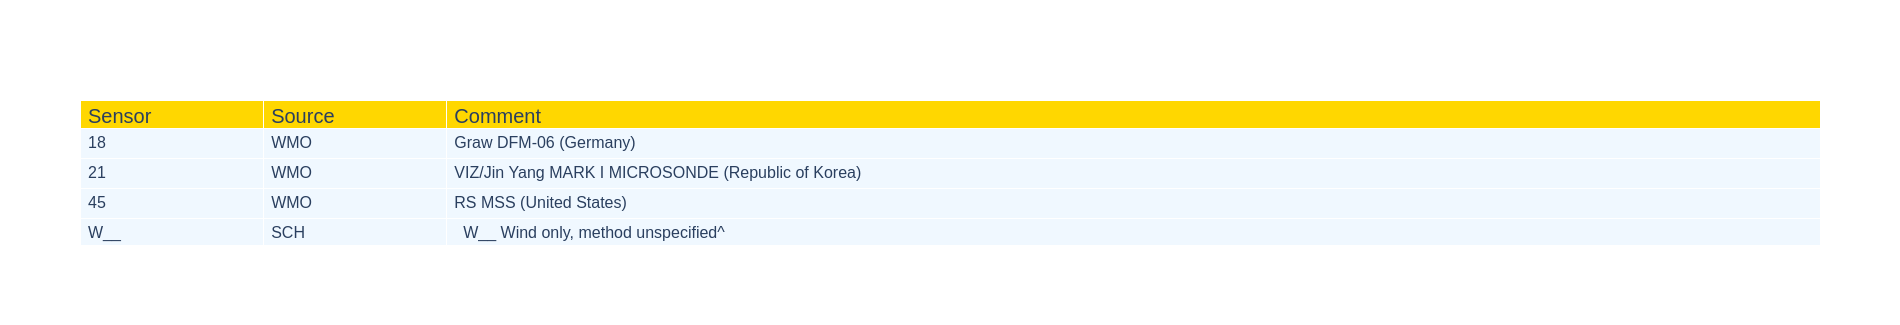 Sensor Source Comment
18 WMO Graw DFM-06 (Germany)
21 WMO VIZ/Jin Yang MARK I MICROSONDE (Republic of Korea)
45 WMO RS MSS (United States)
W__ SCH W__ Wind only, method unspecified^